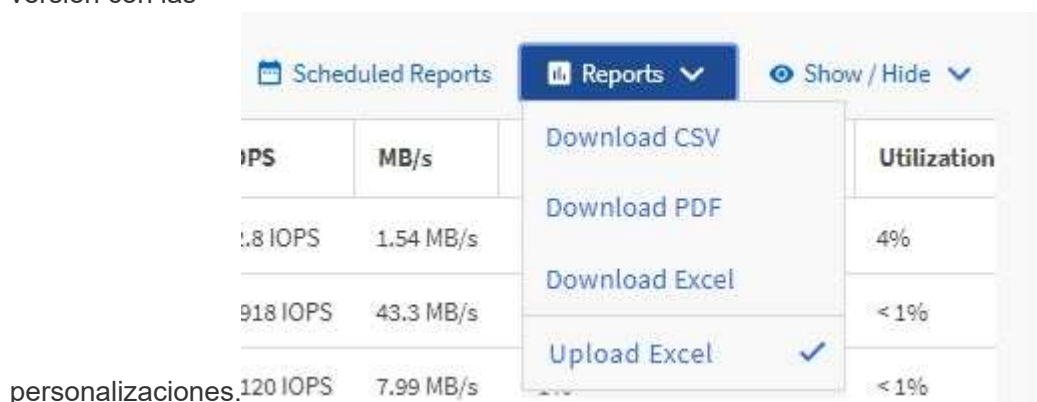 versión con las
Scheduled Reports Reports Show / Hide
MB/s Utilization
Download CSV
Download PDF
Download Excel
Upload Excel
1.54 MB/s 4%
43.3 MB/s < 1%
personalizaciones. 120 IOPS 7.99 MB/s < 1%
918 IOPS
.8 IOPS